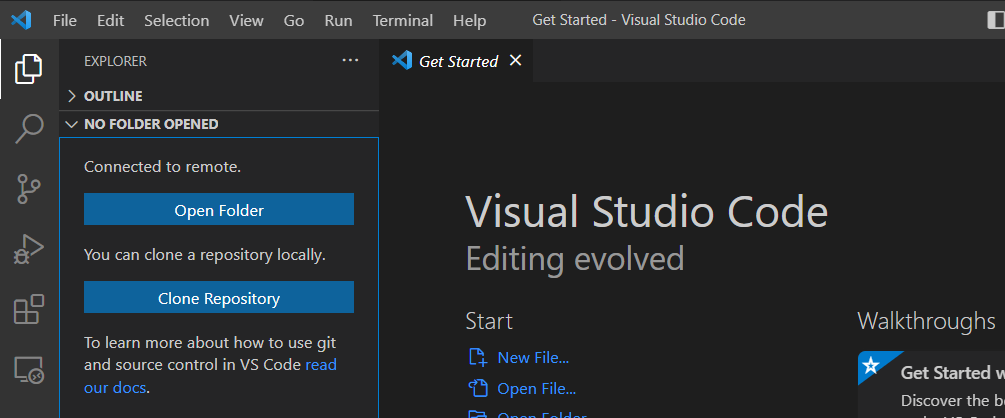 File Edit Selection View Go Run Terminal Help Get Started - Visual Studio Code
EXPLORER
Get Started
OUTLINE
NO FOLDER OPENED
Connected to remote.
Open Folder
You can clone a repository locally.
Clone Repository
To learn more about how to use git
and source control in VS Code read
our docs.
Visual Studio Code
Editing evolved
Start
New File...
Open File...
Open Folder
Walkthroughs
Get Started w
Discover the be